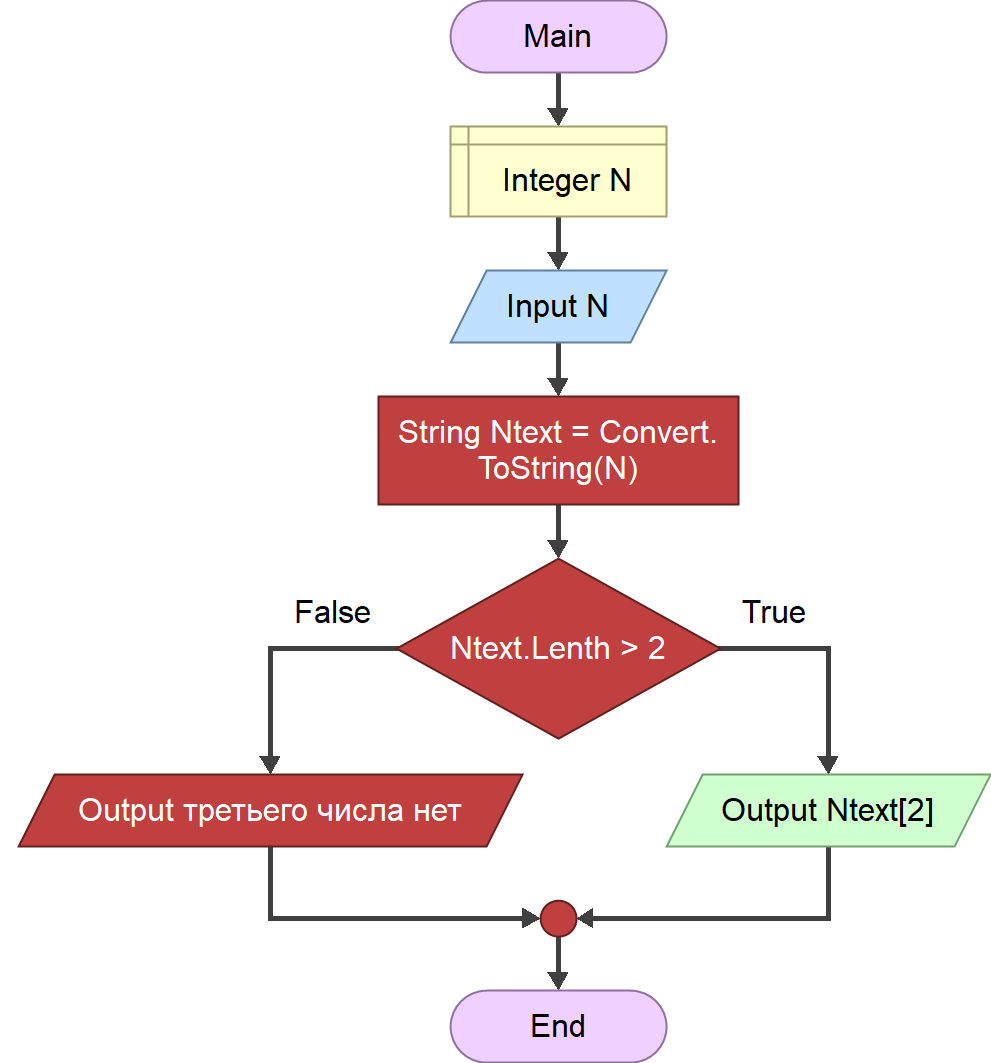 Main
Integer N
Input N
String Ntext = Convert.
ToString(N)
False
True
Ntext.Lenth > 2
Output третьего числа нет
Output Ntext[2]
End